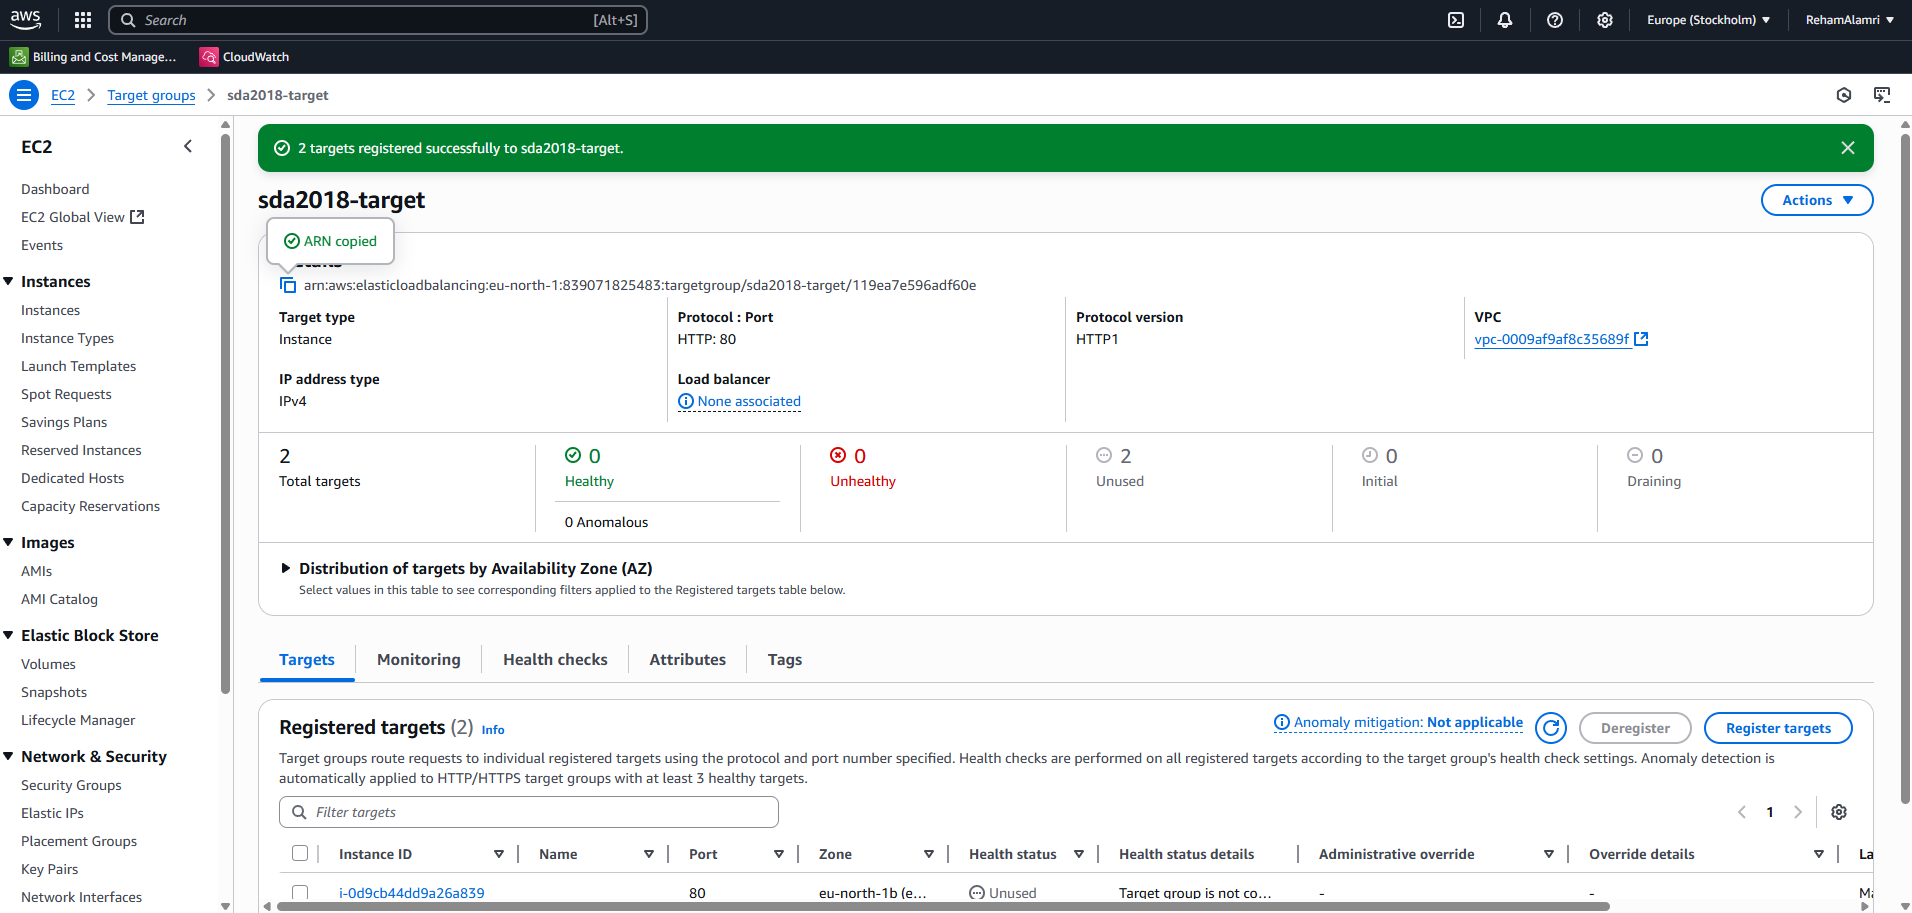 aws
Search [Alt+S]
Europe (Stockholm)
RehamAlamri
Billing and Cost Manage...
CloudWatch
EC2
Target groups
sda2018-target
EC2
Dashboard
EC2 Global View
Events
Instances
Instances
Instance Types
Launch Templates
Spot Requests
Savings Plans
Reserved Instances
Dedicated Hosts
Capacity Reservations
Images
AMIs
AMI Catalog
Elastic Block Store
Volumes
Snapshots
Lifecycle Manager
Network & Security
Security Groups
Elastic IPs
Placement Groups
Key Pairs
Network Interfaces
2 targets registered successfully to sda2018-target.
sda2018-target
Actions
ARN copied
arn:aws:elasticloadbalancing:eu-north-1:839071825483:targetgroup/sda2018-target/119ea7e596adf60e
Target type
Instance
Protocol : Port
HTTP: 80
Protocol version
HTTP1
VPC
vpc-0009af9af8c35689f
IP address type
IPv4
Load balancer
None associated
2
Total targets
0
Healthy
0 Anomalous
0
Unhealthy
2
Unused
0
Initial
0
Draining
Distribution of targets by Availability Zone (AZ)
Select values in this table to see corresponding filters applied to the Registered targets table below.
Targets
Monitoring
Health checks
Attributes
Tags
Registered targets (2) Info
Anomaly mitigation: Not applicable
Deregister
Register targets
Target groups route requests to individual registered targets using the protocol and port number specified. Health checks are performed on all registered targets according to the target group's health check settings. Anomaly detection is
automatically applied to HTTP/HTTPS target groups with at least 3 healthy targets.
Filter targets
1
Instance ID
Name
Port
Zone
Health status
Health status details
Administrative override
Override details
La
i-0d9cb44dd9a26a839
80
eu-north-1b (e...
Unused
Target group is not co...
-
-